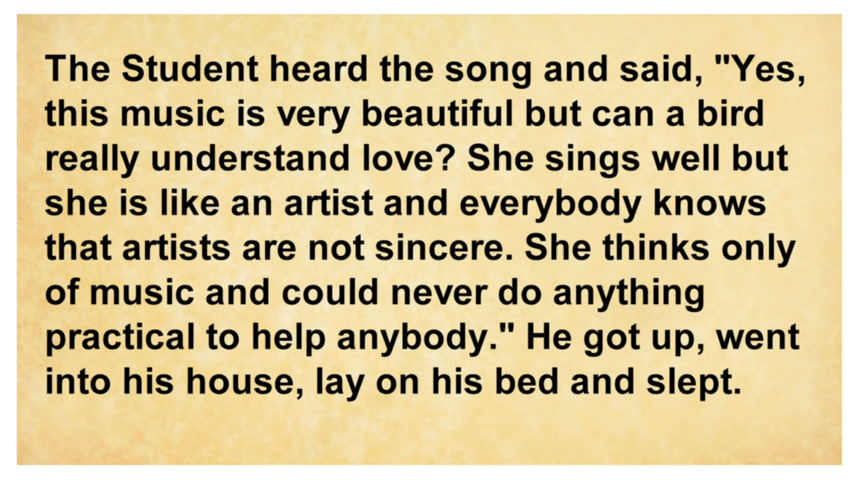 The Student heard the song and said, "Yes,
this music is very beautiful but can a bird
really understand love? She sings well but
she is like an artist and everybody knows
that artists are not sincere. She thinks only
of music and could never do anything
practical to help anybody." He got up, went
into his house, lay on his bed and slept.